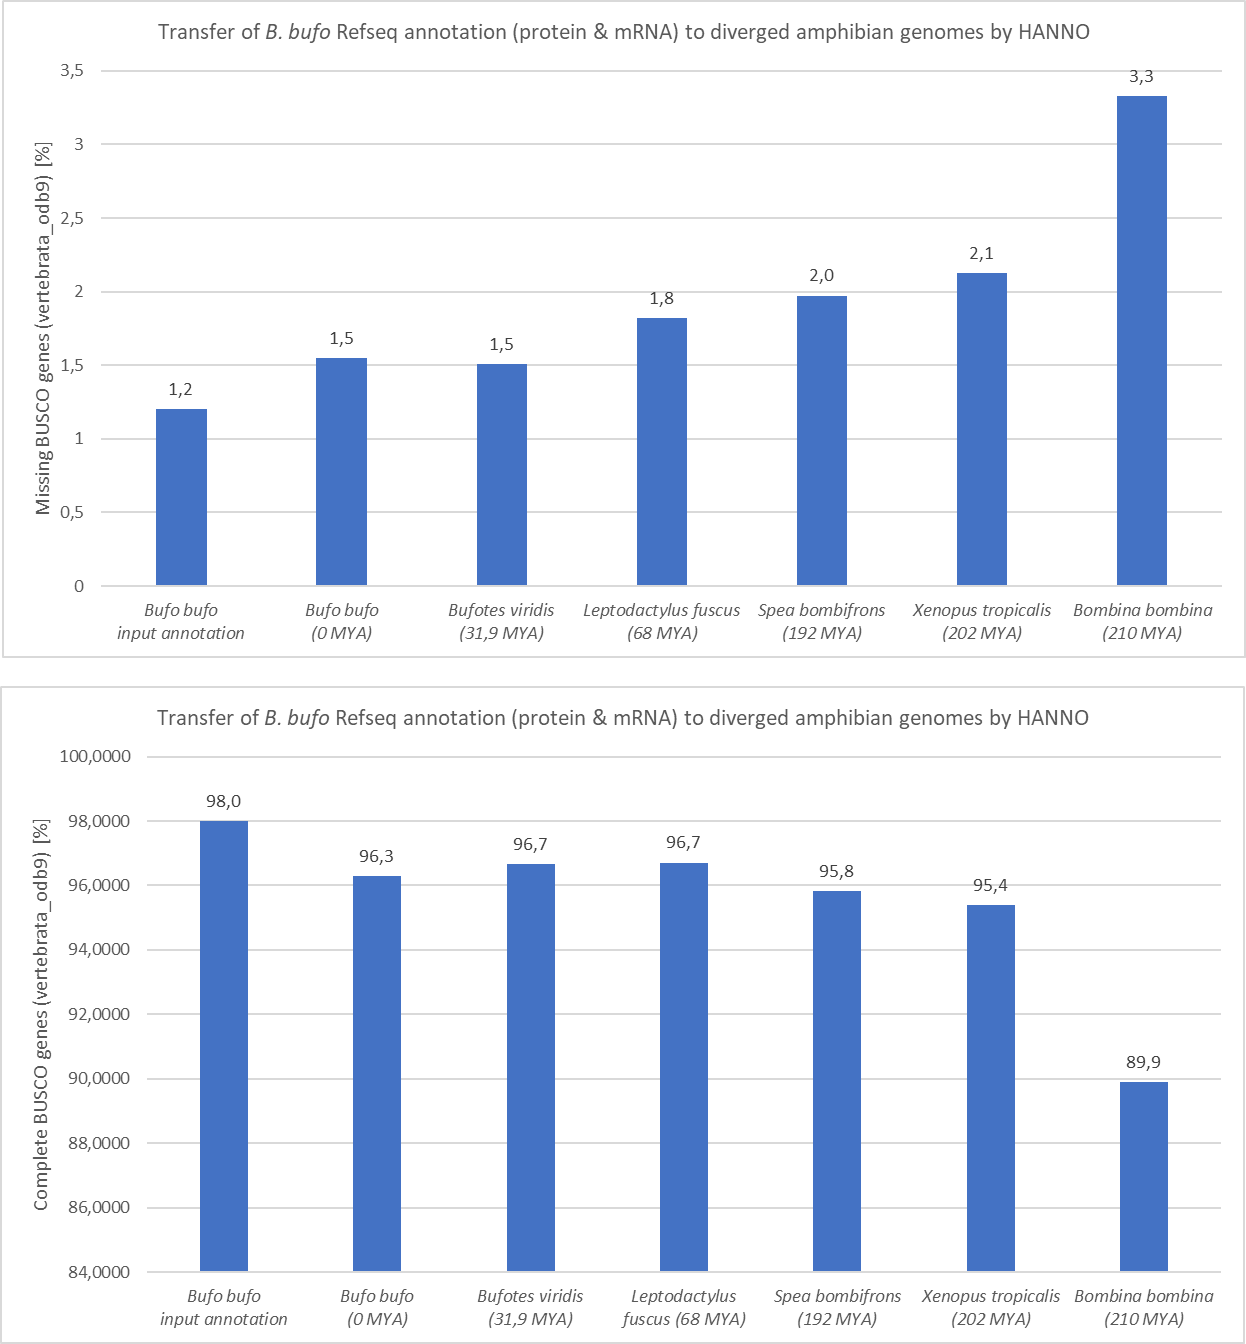 Transfer of B. bufo Refseq annotation (protein & mRNA) to diverged amphibian genomes by HANNO
Missing BUSCO genes (vertebrata_odb9) [%]
3,5
3
2,5
2
1,5
1
0,5
0
1,2
1,5
1,5
1,8
2,0
2,1
3,3
Bufo bufo
input annotation
Bufo bufo
(0 MYA)
Bufotes viridis
(31,9 MYA)
Leptodactylus fuscus
(68 MYA)
Spea bombifrons
(192 MYA)
Xenopus tropicalis
(202 MYA)
Bombina bombina
(210 MYA)
Transfer of B. bufo Refseq annotation (protein & mRNA) to diverged amphibian genomes by HANNO
Complete BUSCO genes (vertebrata_odb9) [%]
100,0000
98,0000
96,0000
94,0000
92,0000
90,0000
88,0000
86,0000
84,0000
98,0
96,3
96,7
96,7
95,8
95,4
89,9
Bufo bufo
input annotation
Bufo bufo
(0 MYA)
Bufotes viridis
(31,9 MYA)
Leptodactylus
fuscus (68 MYA)
Spea bombifrons
(192 MYA)
Xenopus tropicalis
(202 MYA)
Bombina bombina
(210 MYA)